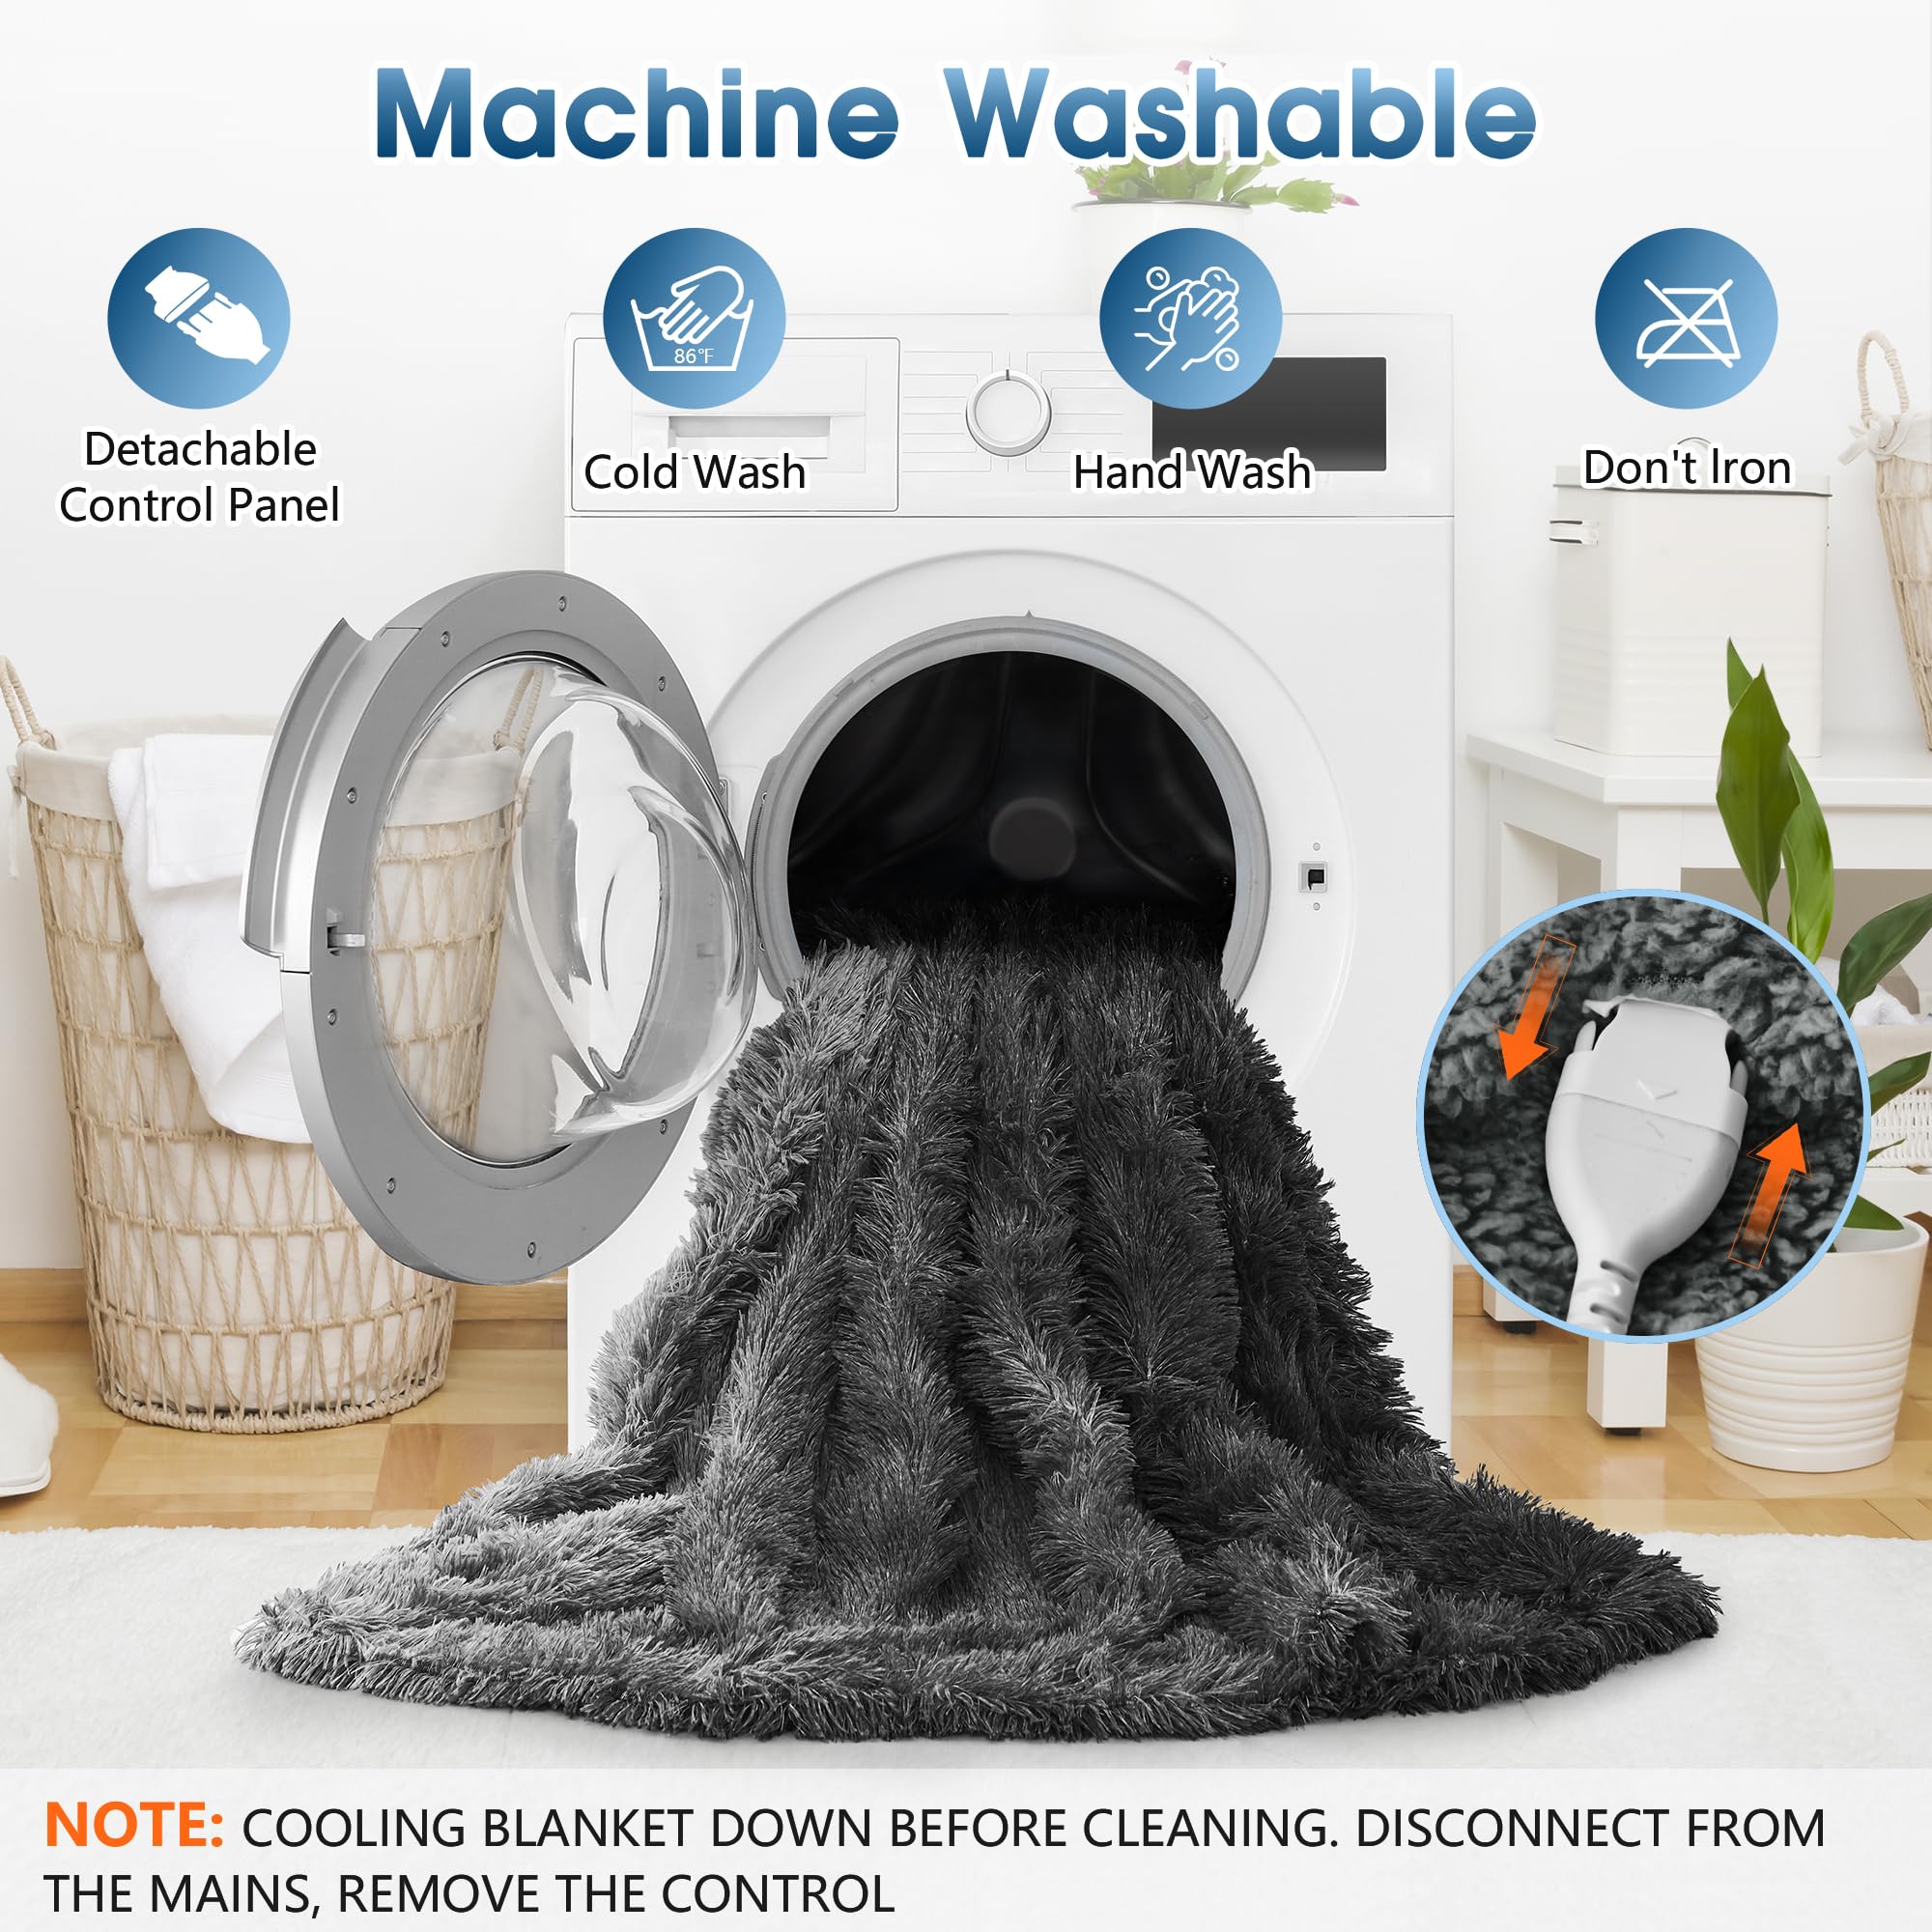 Machine Washable
86°F
Detachable
Control Panel
Cold Wash
Hand Wash
Don't Iron
NOTE: COOLING BLANKET DOWN BEFORE CLEANING. DISCONNECT FROM
THE MAINS, REMOVE THE CONTROL